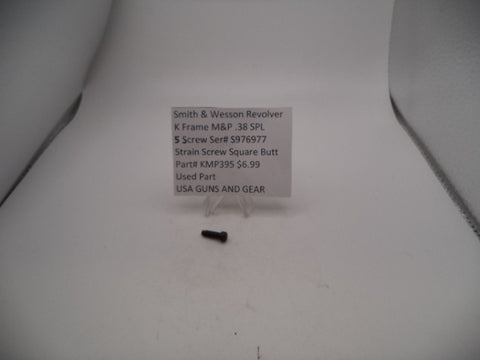 Smith & Wesson Revolver
K Frame M&P .38 SPL
5 Screw Ser# S976977
Strain Screw Square Butt
Part# KMP395 $6.99
Used Part
USA GUNS AND GEAR